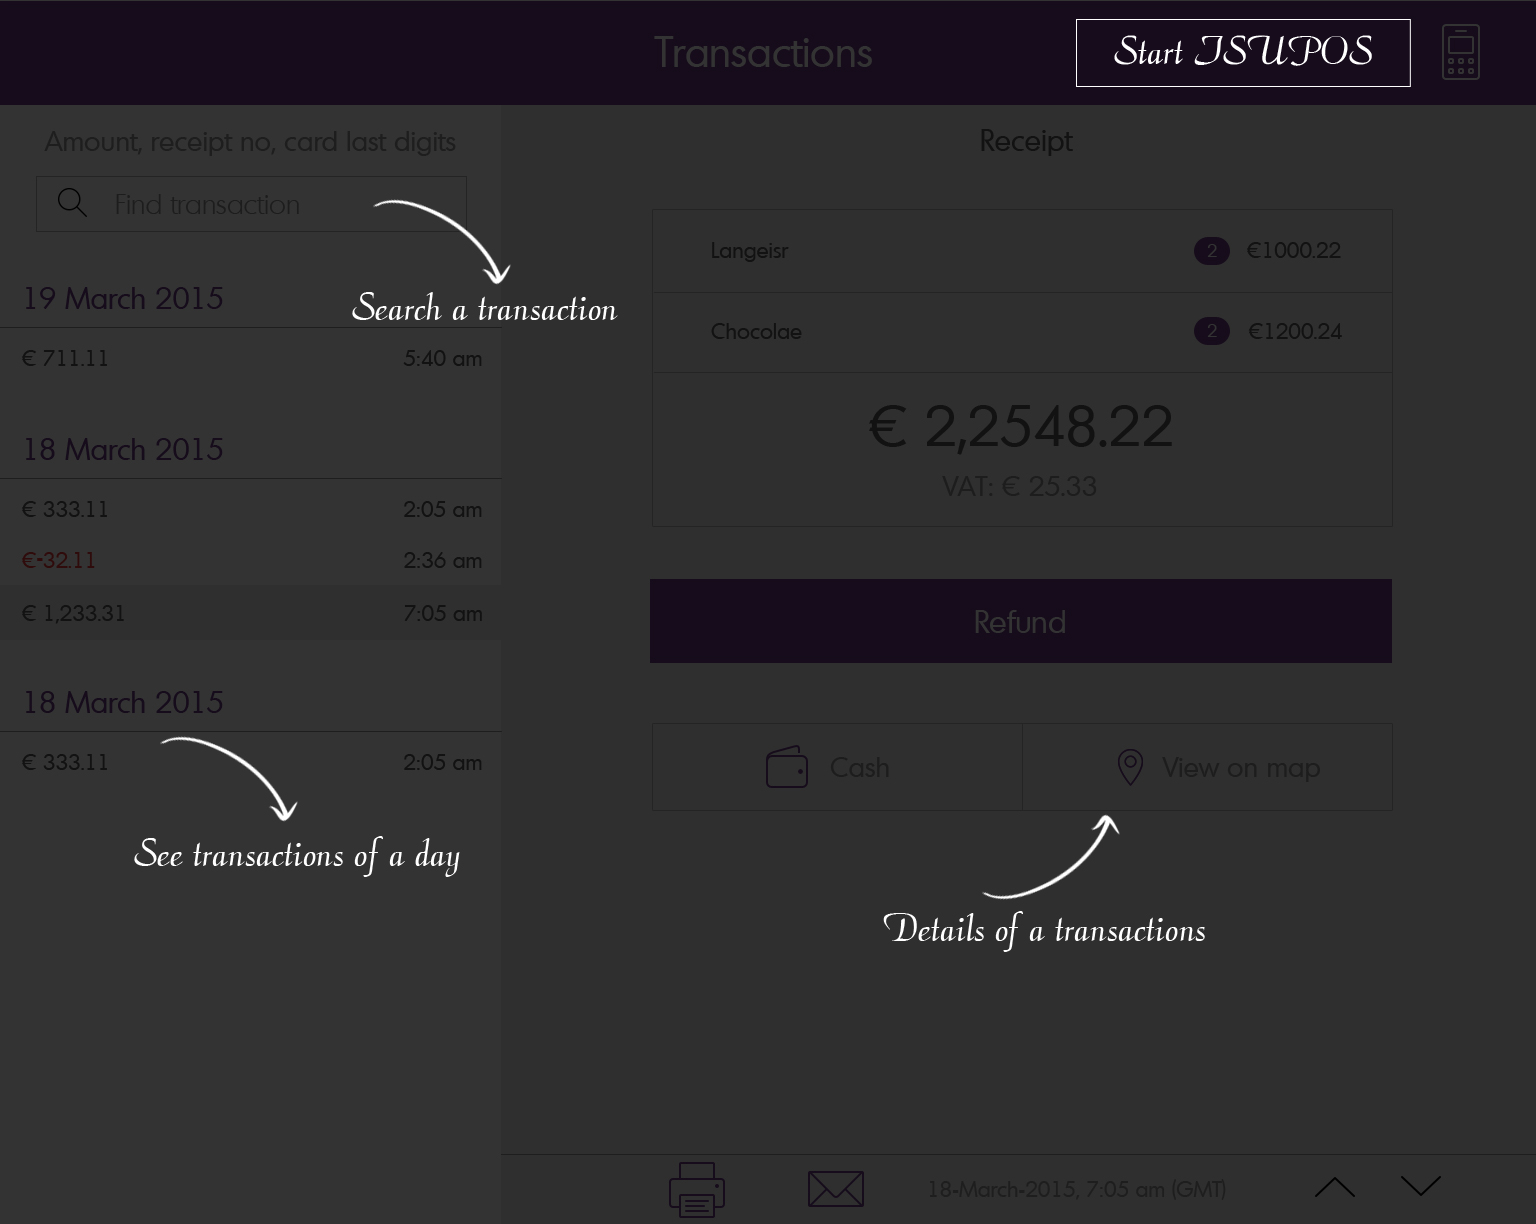 Transactions
Start ISUPOS
Amount, receipt no, card last digits
Find transaction
Search a transaction
19 March 2015
€ 711.11 5:40 am
18 March 2015
€ 333.11 2:05 am
€-32.11 2:36 am
€ 1,233.31 7:05 am
18 March 2015
€ 333.11 2:05 am
See transactions of a day
Receipt
Langeisr 2 €1000.22
Chocolae 2 €1200.24
€ 2,2548.22
VAT: € 25.33
Refund
Cash
View on map
Details of a transactions
18-March-2015, 7:05 am (GMT)